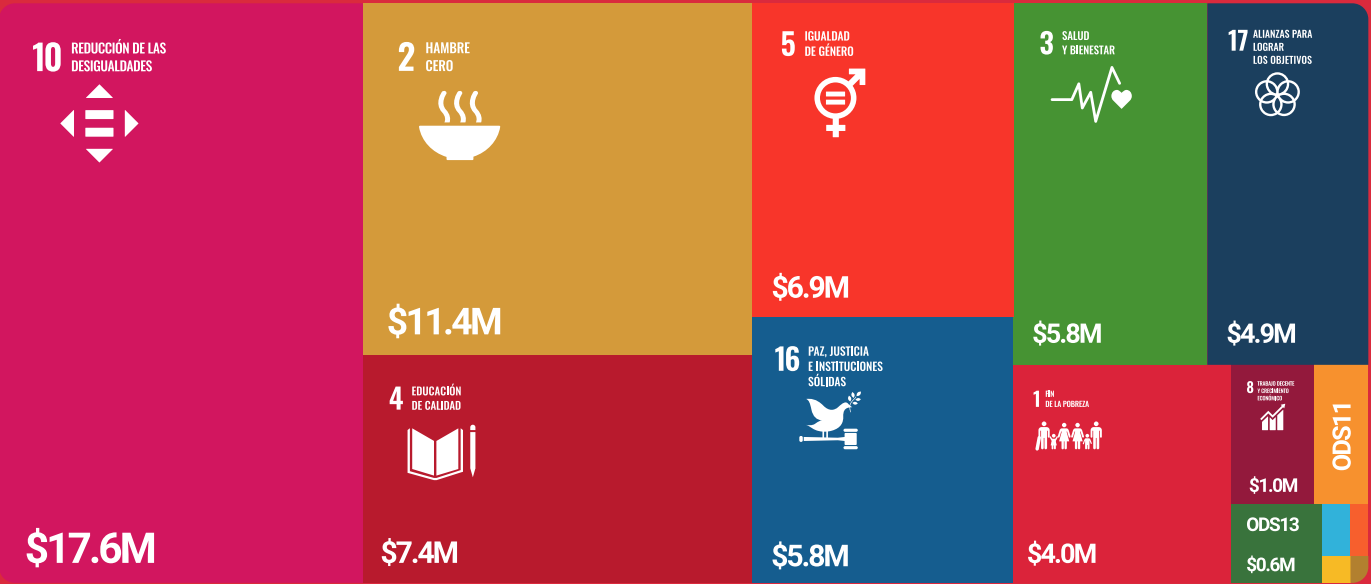 10 REDUCCIÓN DE LAS
DESIGUALDADES
$17.6M
2 HAMBRE
CERO
$11.4M
4 EDUCACIÓN
DE CALIDAD
$7.4M
5 IGUALDAD
DE GÉNERO
$6.9M
16 PAZ, JUSTICIA
E INSTITUCIONES
SÓLIDAS
$5.8M
3 SALUD
Y BIENESTAR
$5.8M
17 ALIANZAS PARA
LOGRAR
LOS OBJETIVOS
$4.9M
1 FIN
DE LA POBREZA
$4.0M
8 TRABAJO DECENTE
Y CRECIMIENTO
ECONÓMICO
$1.0M
ODS11
ODS13
$0.6M